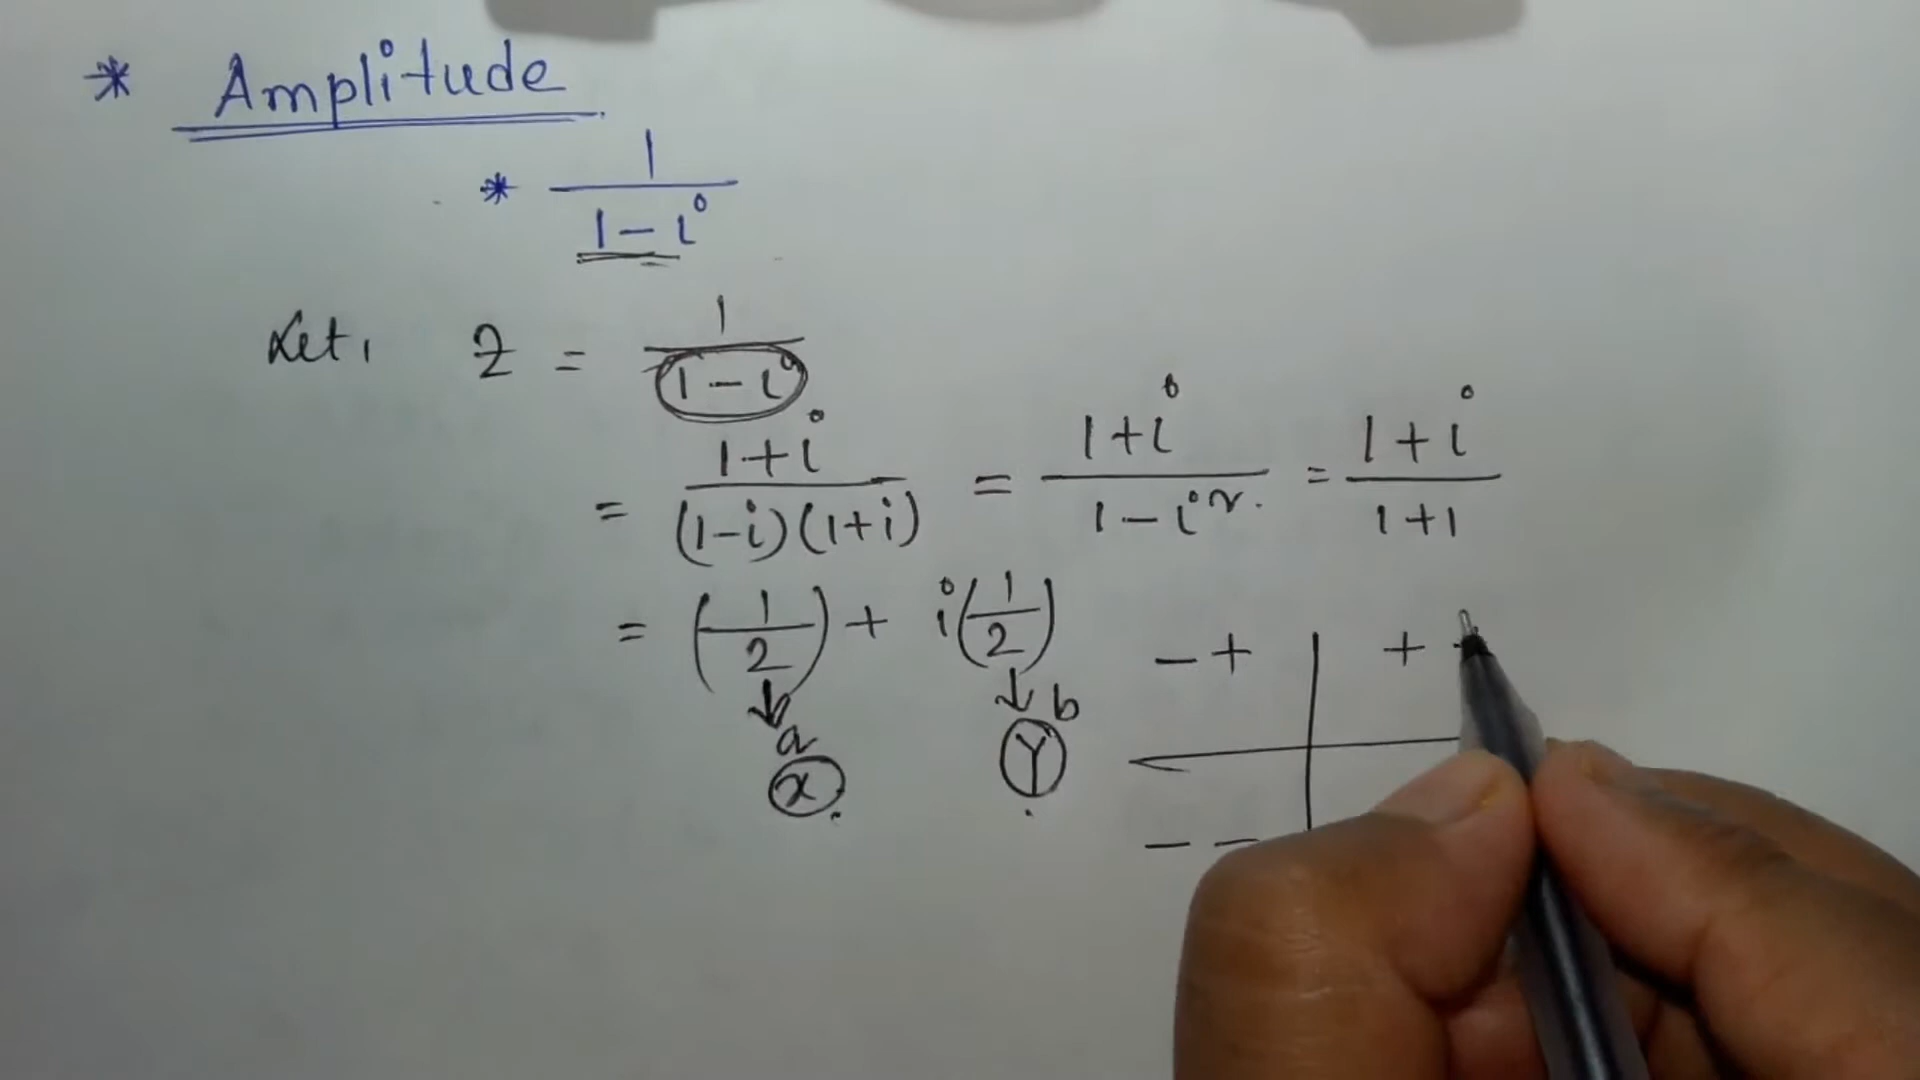 * Amplitude
* 1/(1-i)
Let, Z = 1/(1-i)
= (1+i)/((1-i)(1+i)) = (1+i)/(1-i²) = (1+i)/(1+1)
= (1/2) + i(1/2)
a b
x Y
- + + +
- -